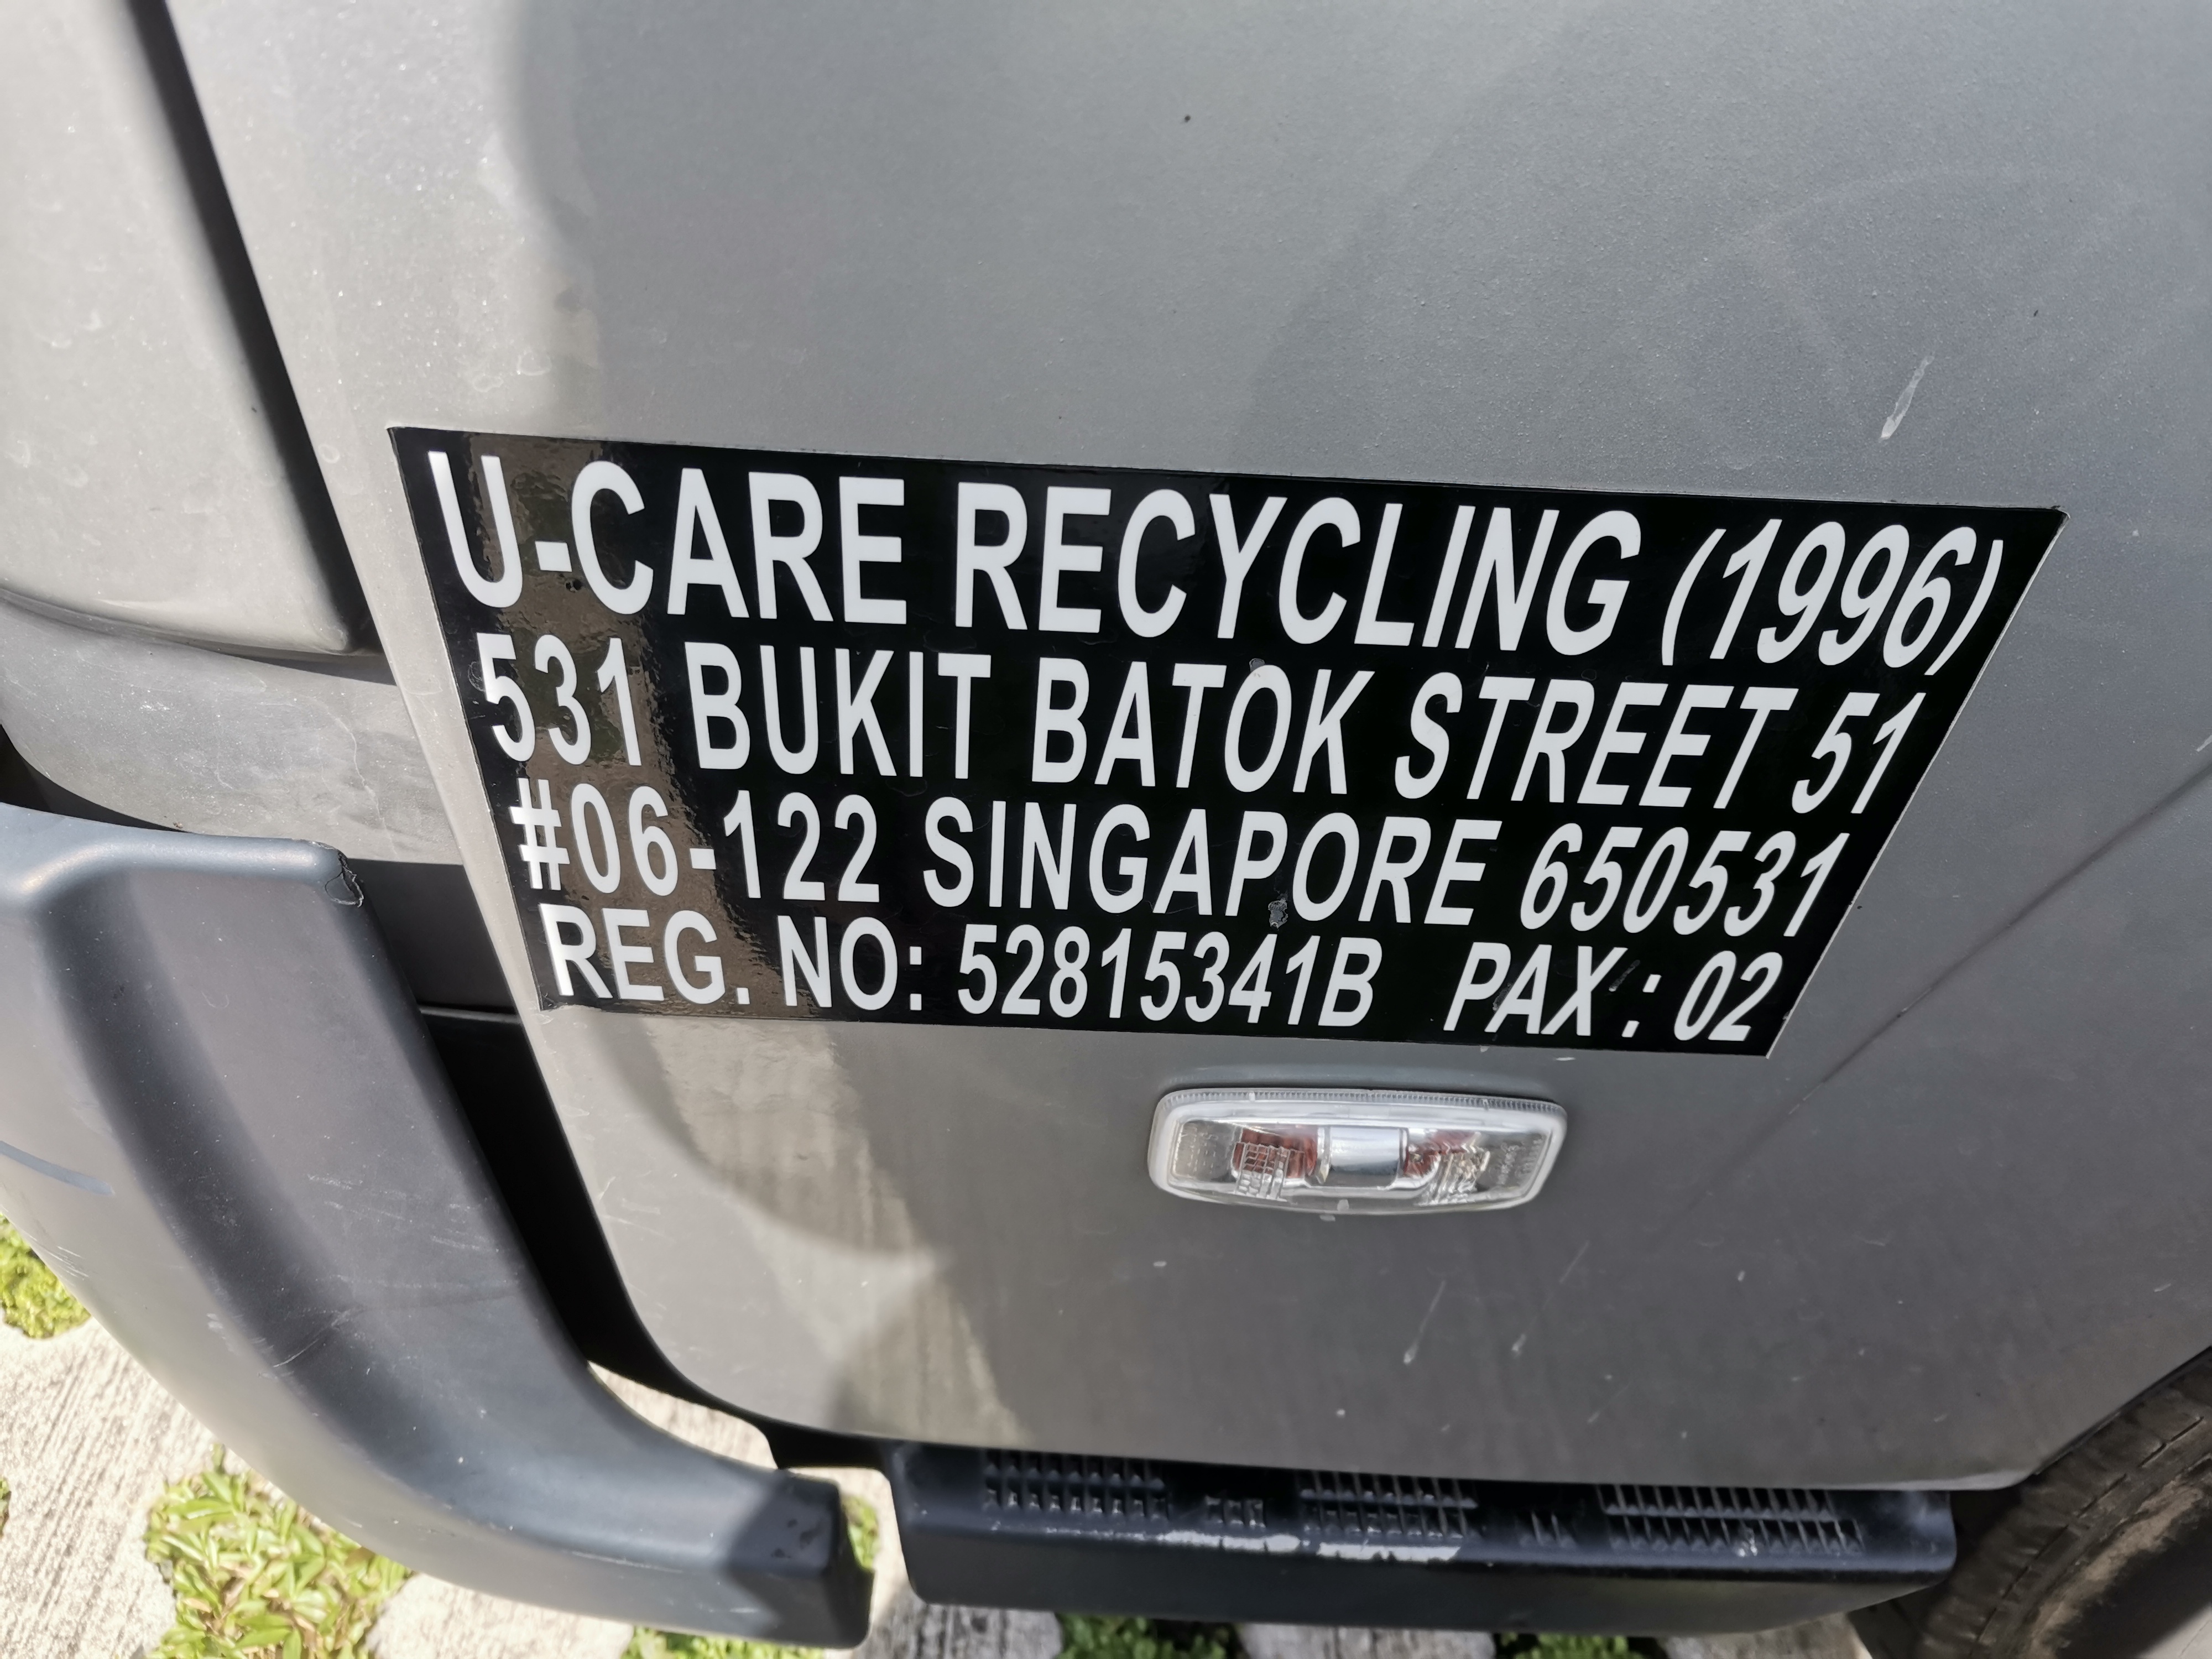 U-CARE RECYCLING (1996)
531 BUKIT BATOK STREET 51
#06-122 SINGAPORE 650531
REG. NO: 52815341B PAX : 02